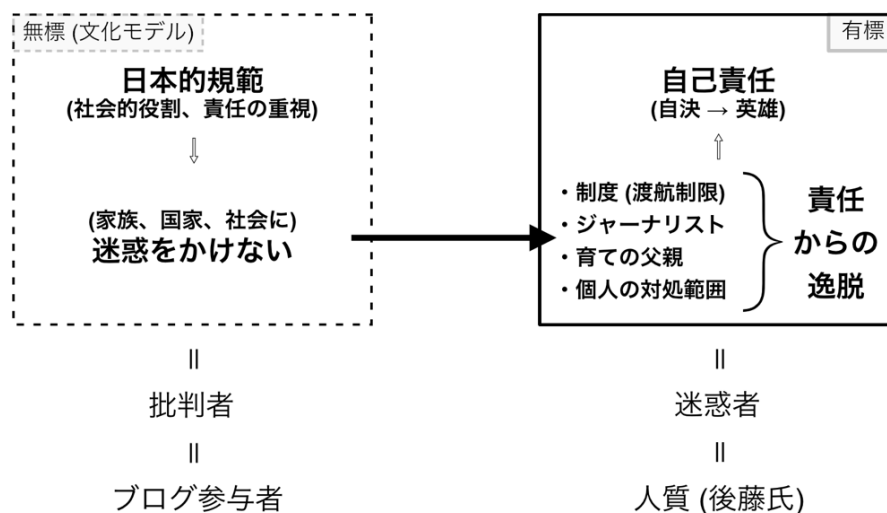 無標 (文化モデル)
日本的規範
(社会的役割、責任の重視)
⇩
(家族、国家、社会に)
迷惑をかけない
=
批判者
=
ブログ参与者
有標
自己責任
(自決 → 英雄)
⇧
・制度 (渡航制限)
・ジャーナリスト
・育ての父親
・個人の対処範囲
責任
からの
逸脱
=
迷惑者
=
人質 (後藤氏)